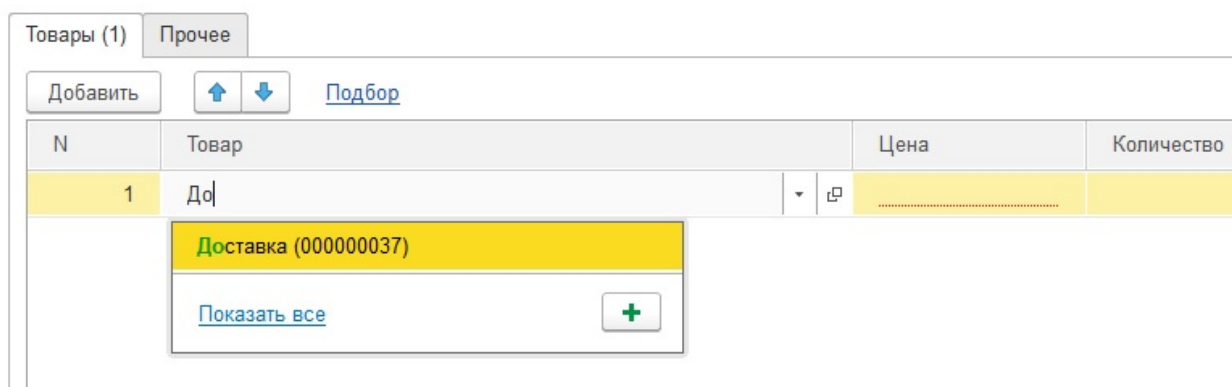 Товары (1) Прочее
Добавить Подбор
N Товар Цена Количество
1 До
Доставка (000000037)
Показать все